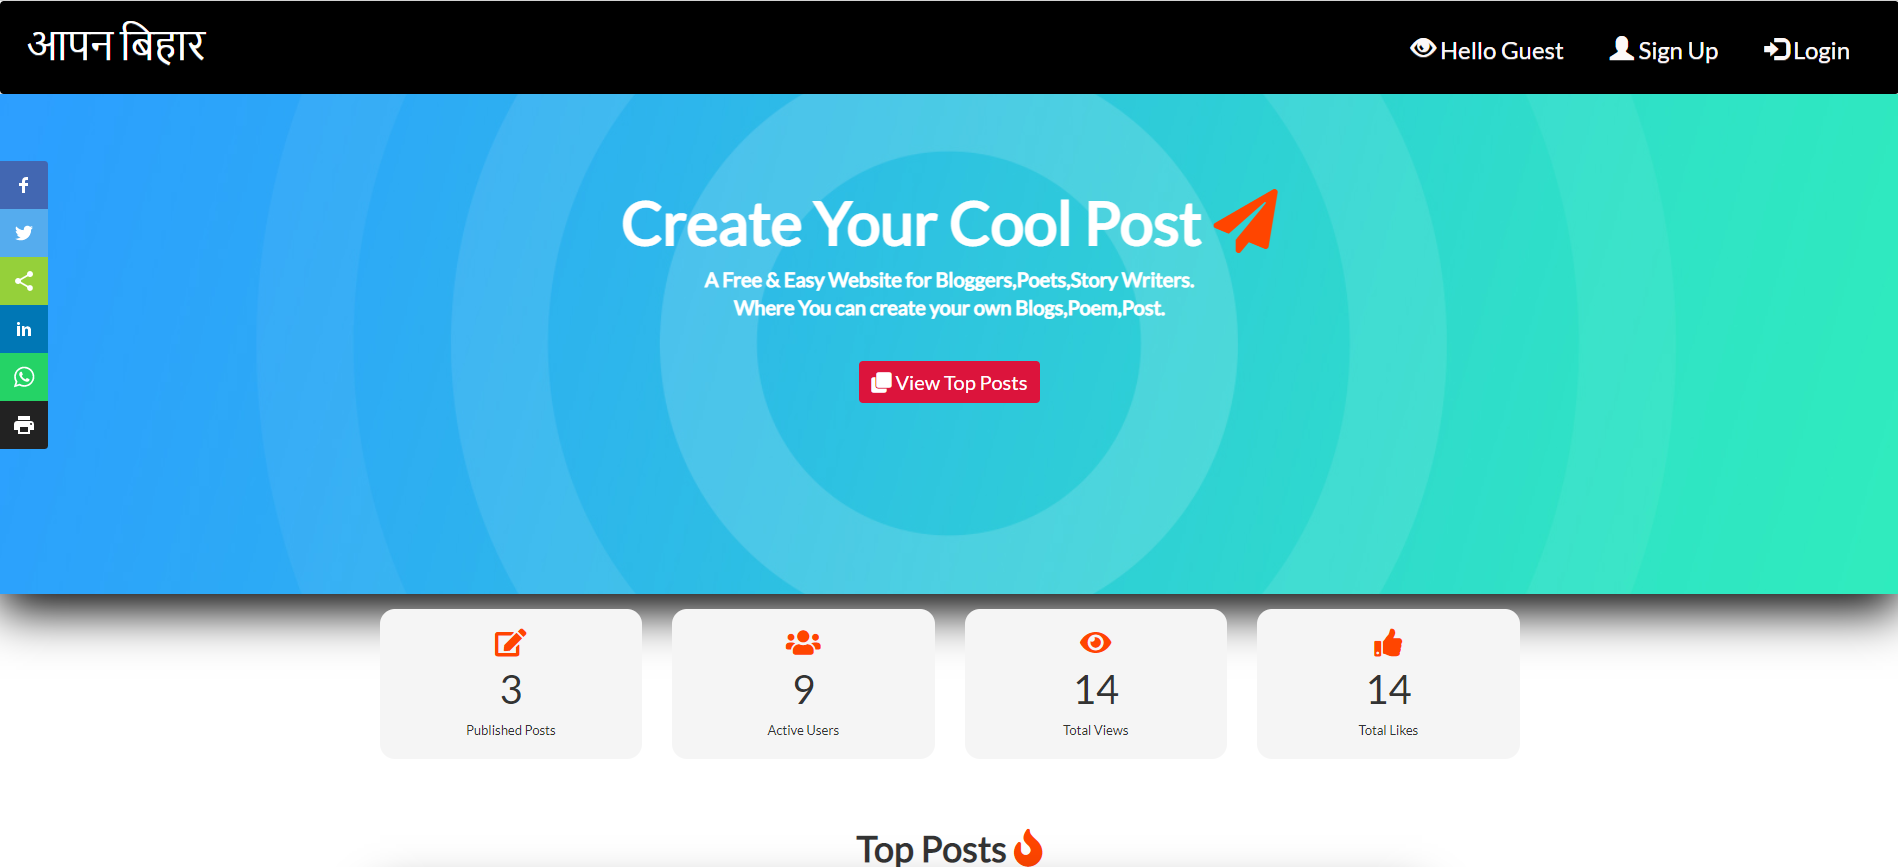 आपन बिहार
Hello Guest
Sign Up
Login
Create Your Cool Post
A Free & Easy Website for Bloggers,Poets,Story Writers.
Where You can create your own Blogs,Poem,Post.
View Top Posts
3
Published Posts
9
Active Users
14
Total Views
14
Total Likes
Top Posts